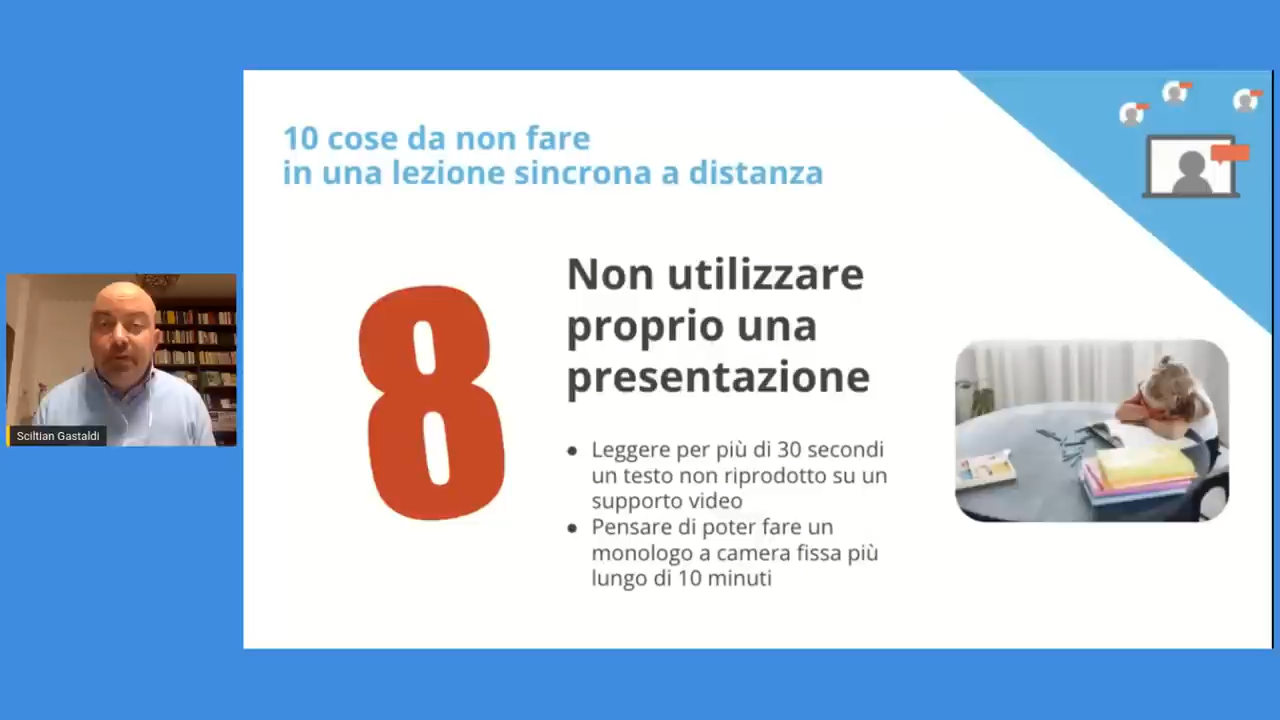 10 cose da non fare
in una lezione sincrona a distanza
8
Non utilizzare
proprio una
presentazione
● Leggere per più di 30 secondi
un testo non riprodotto su un
supporto video
● Pensare di poter fare un
monologo a camera fissa più
lungo di 10 minuti
Sciltian Gastaldi